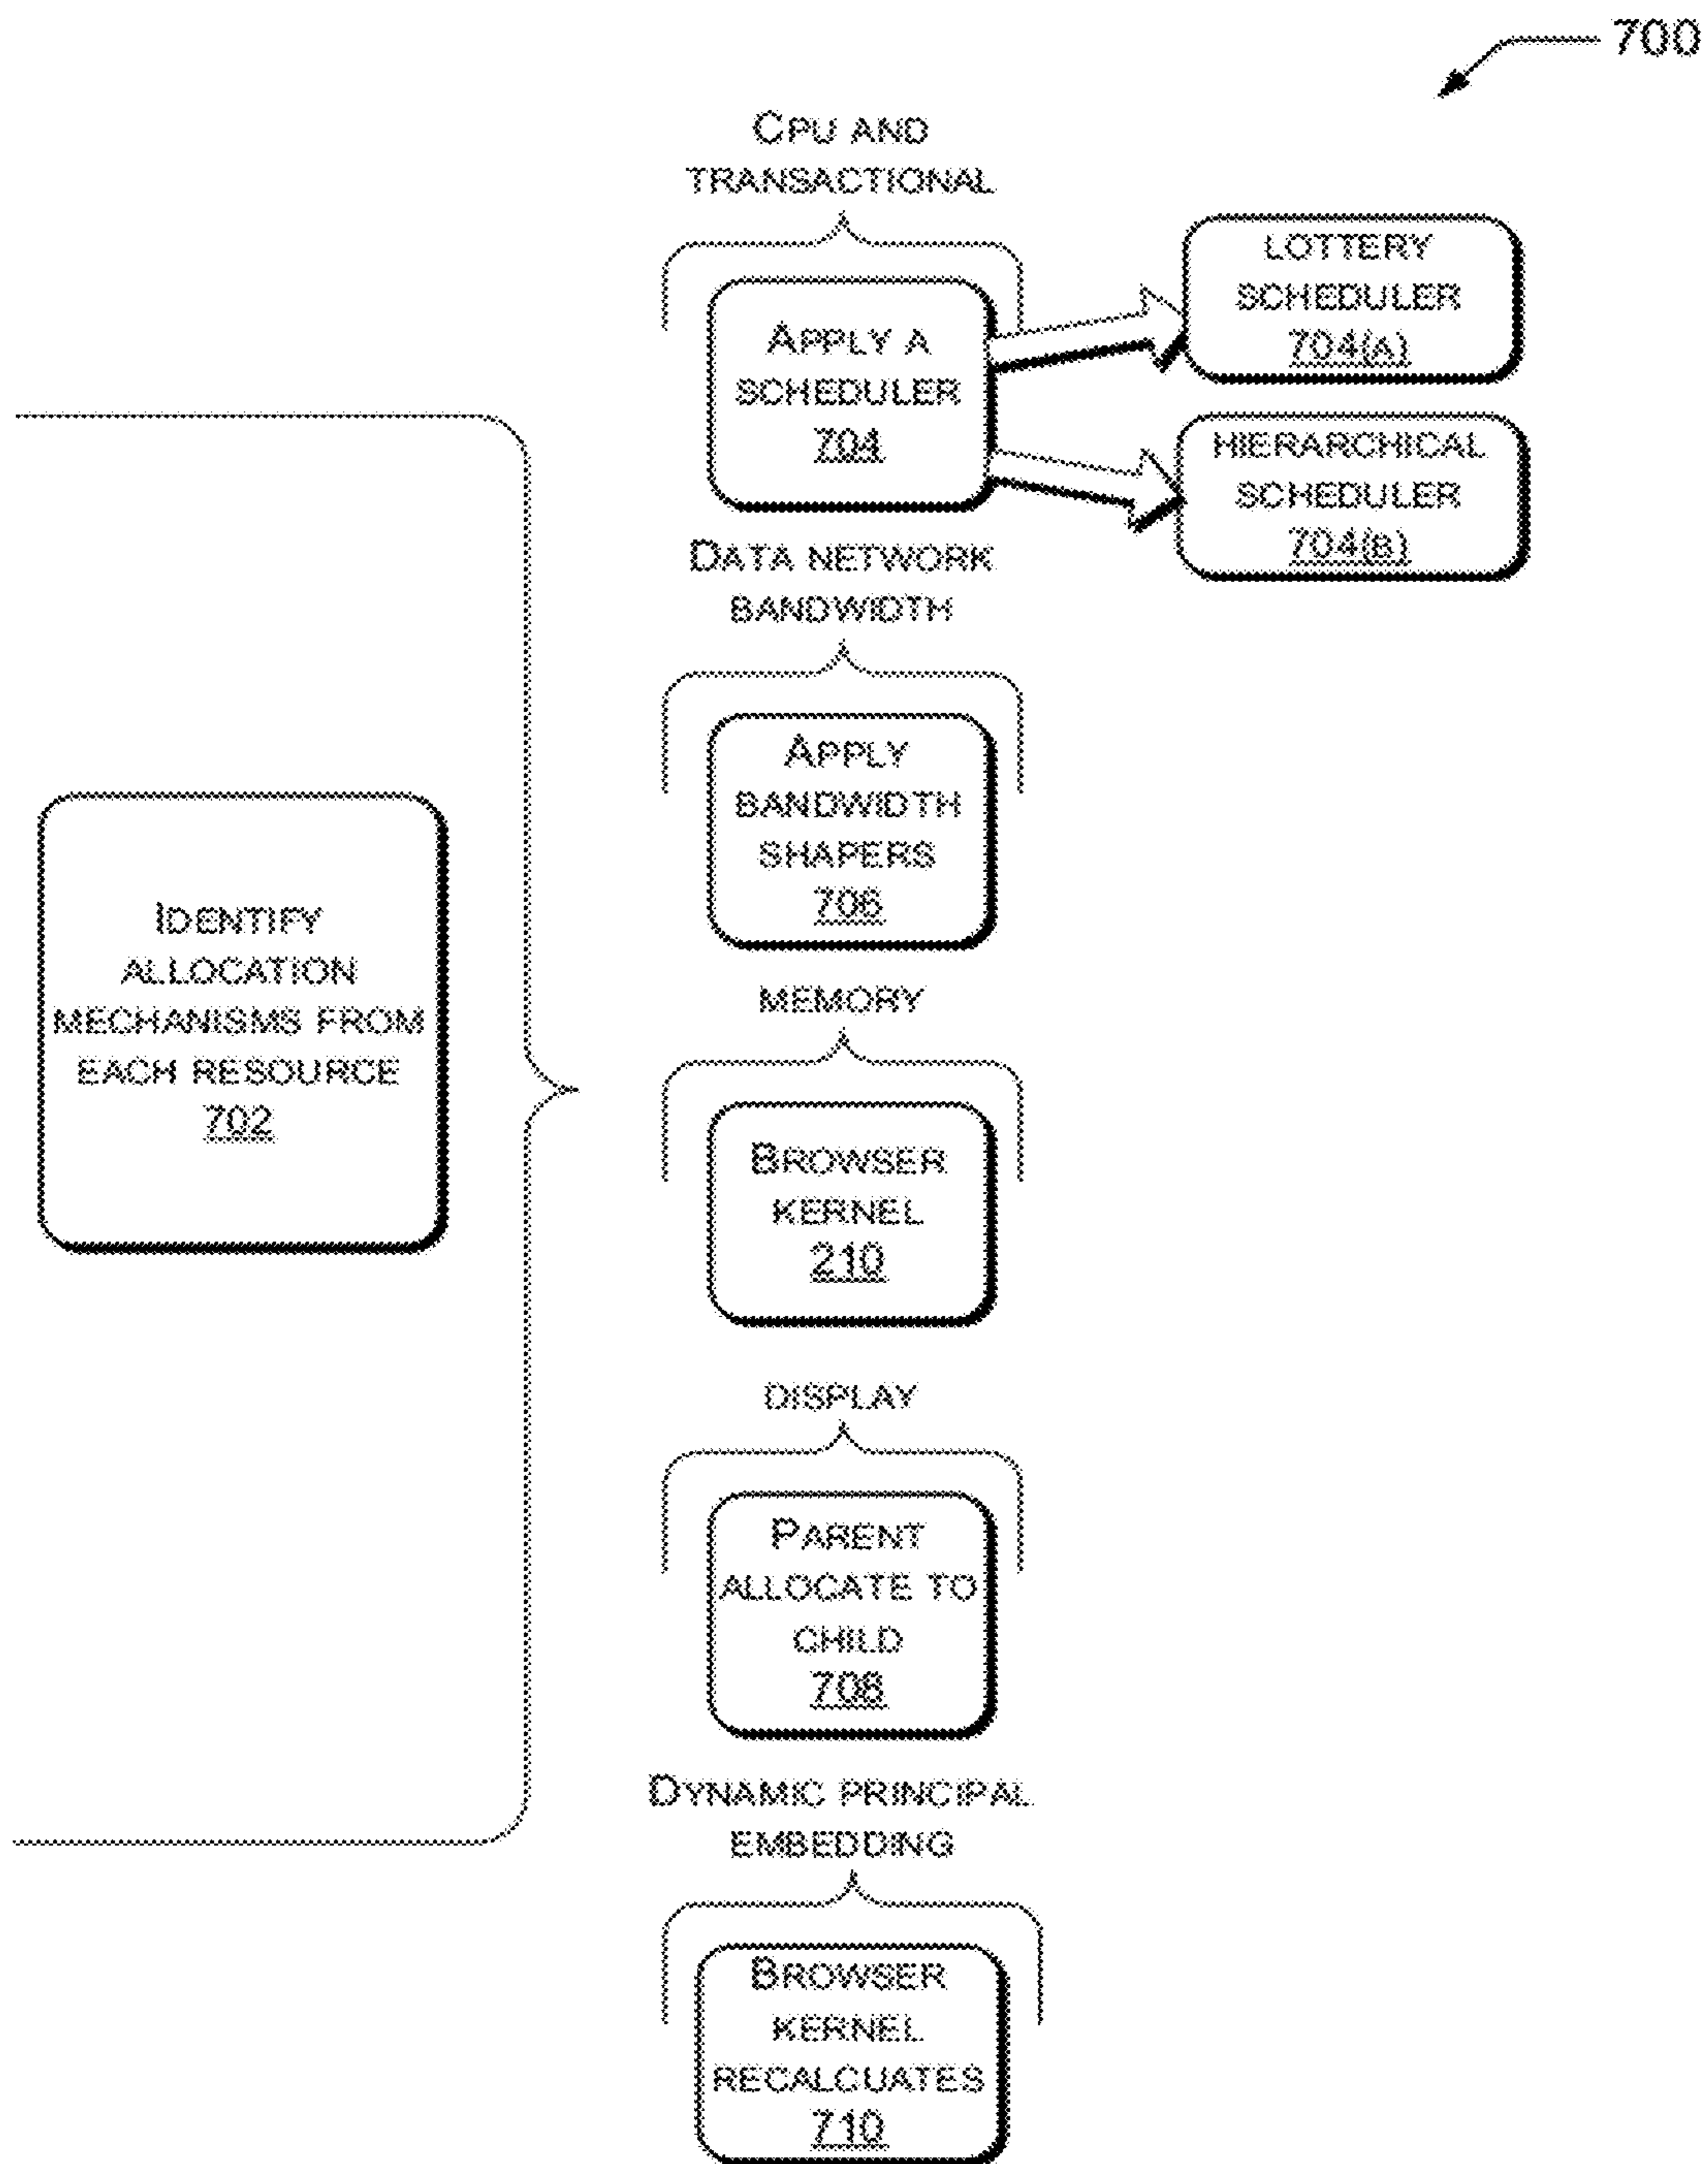 700
CPU AND
TRANSACTIONAL
APPLY A
SCHEDULER
704
LOTTERY
SCHEDULER
704(A)
HIERARCHICAL
SCHEDULER
704(B)
DATA NETWORK
BANDWIDTH
APPLY
BANDWIDTH
SHAPERS
706
IDENTIFY
ALLOCATION
MECHANISMS FROM
EACH RESOURCE
702
MEMORY
BROWSER
KERNEL
210
DISPLAY
PARENT
ALLOCATE TO
CHILD
708
DYNAMIC PRINCIPAL
EMBEDDING
BROWSER
KERNEL
RECALCUATES
710